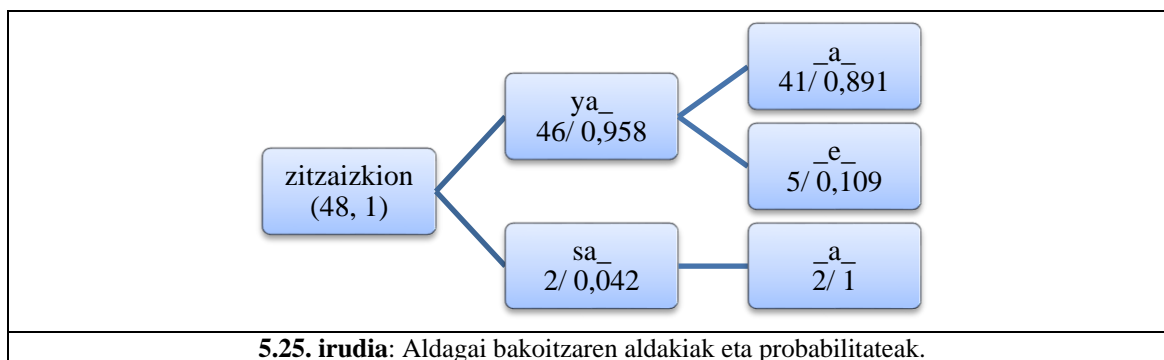 zitzaizkion
(48, 1)
ya_
46/ 0,958
_a_
41/ 0,891
_e_
5/ 0,109
sa_
2/ 0,042
_a_
2/ 1
5.25. irudia: Aldagai bakoitzaren aldakiak eta probabilitateak.